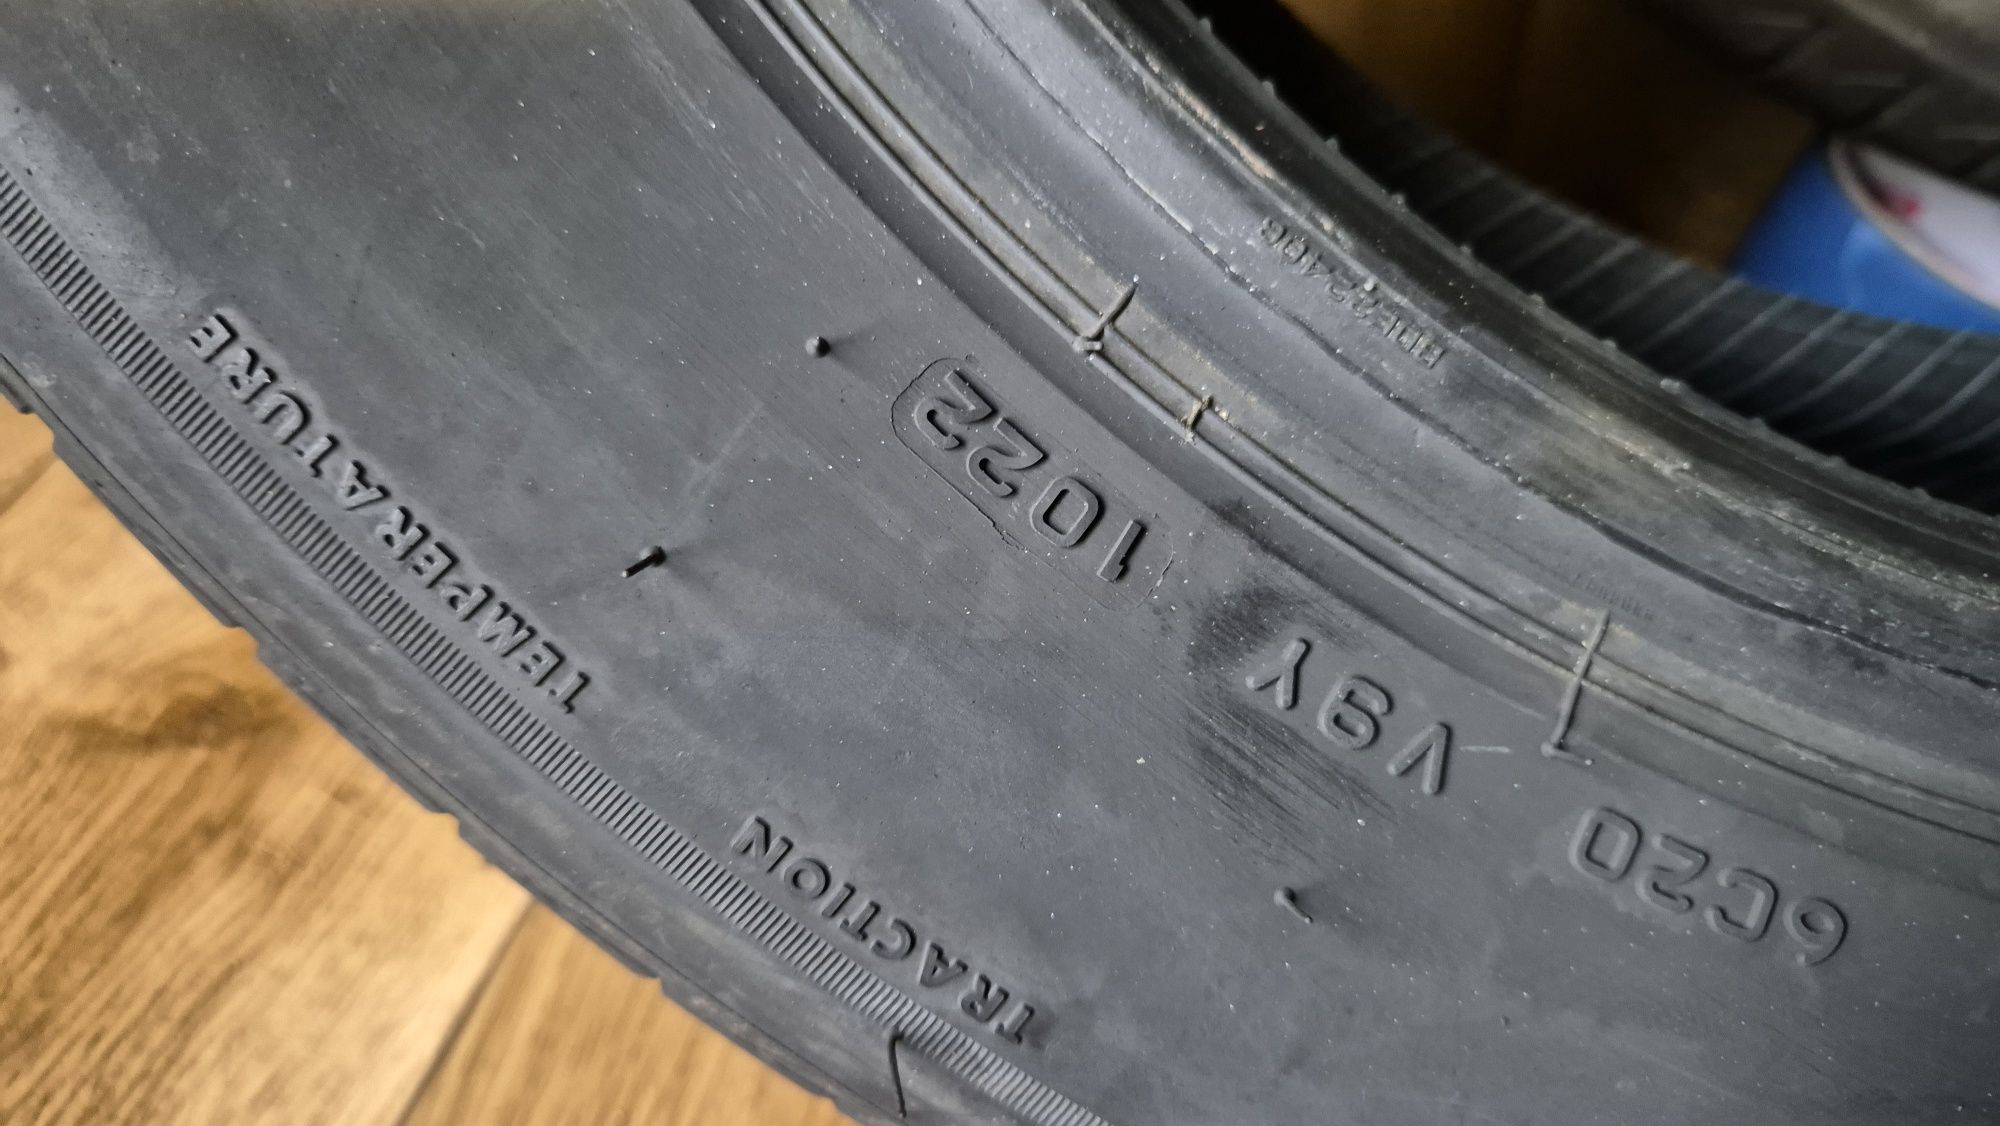 6C20 V9Y 1022
TRACTION TEMPERATURE